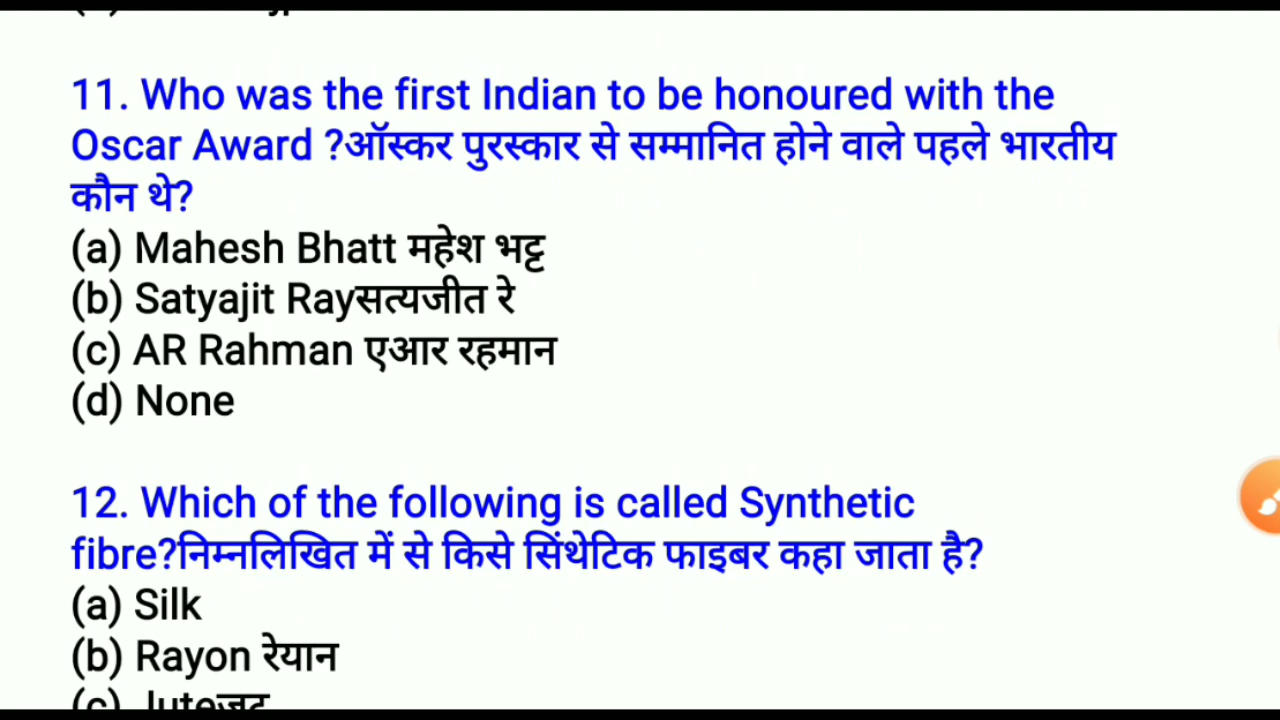 11. Who was the first Indian to be honoured with the
Oscar Award ?ऑस्कर पुरस्कार से सम्मानित होने वाले पहले भारतीय
कौन थे?
(a) Mahesh Bhatt महेश भट्ट
(b) Satyajit Rayसत्यजीत रे
(c) AR Rahman एआर रहमान
(d) None
12. Which of the following is called Synthetic
fibre?निम्नलिखित में से किसे सिंथेटिक फाइबर कहा जाता है?
(a) Silk
(b) Rayon रेयान
(c) Juteजूट